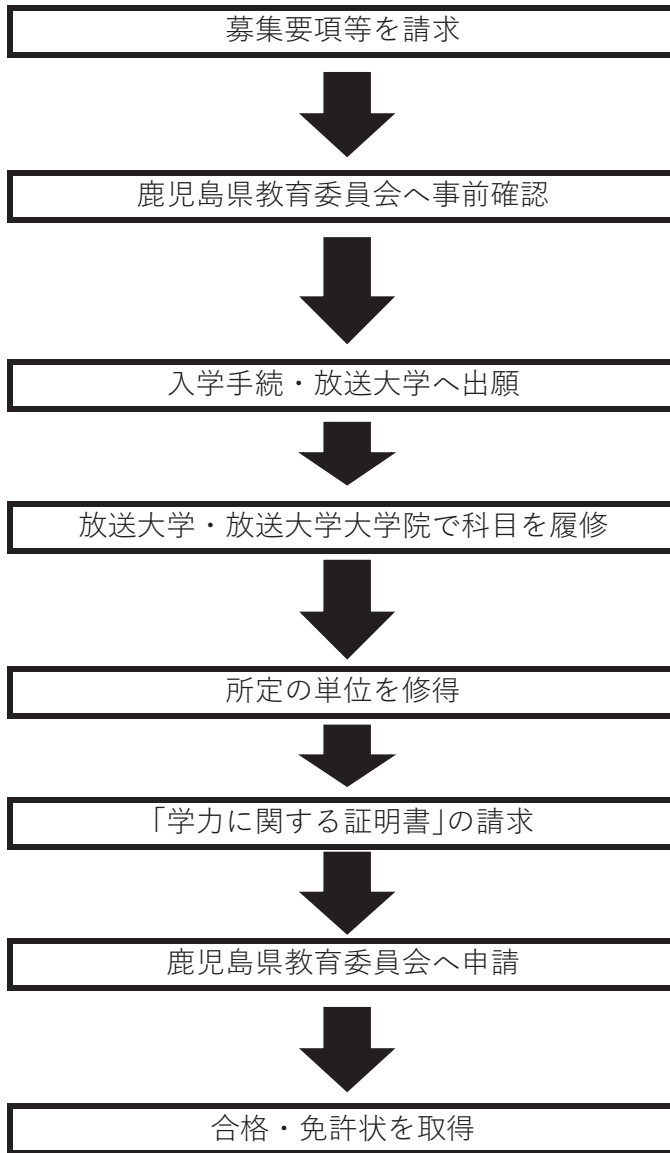 募集要項等を請求
鹿児島県教育委員会へ事前確認
入学手続・放送大学へ出願
放送大学・放送大学大学院で科目を履修
所定の単位を修得
｢学力に関する証明書｣の請求
鹿児島県教育委員会へ申請
合格・免許状を取得